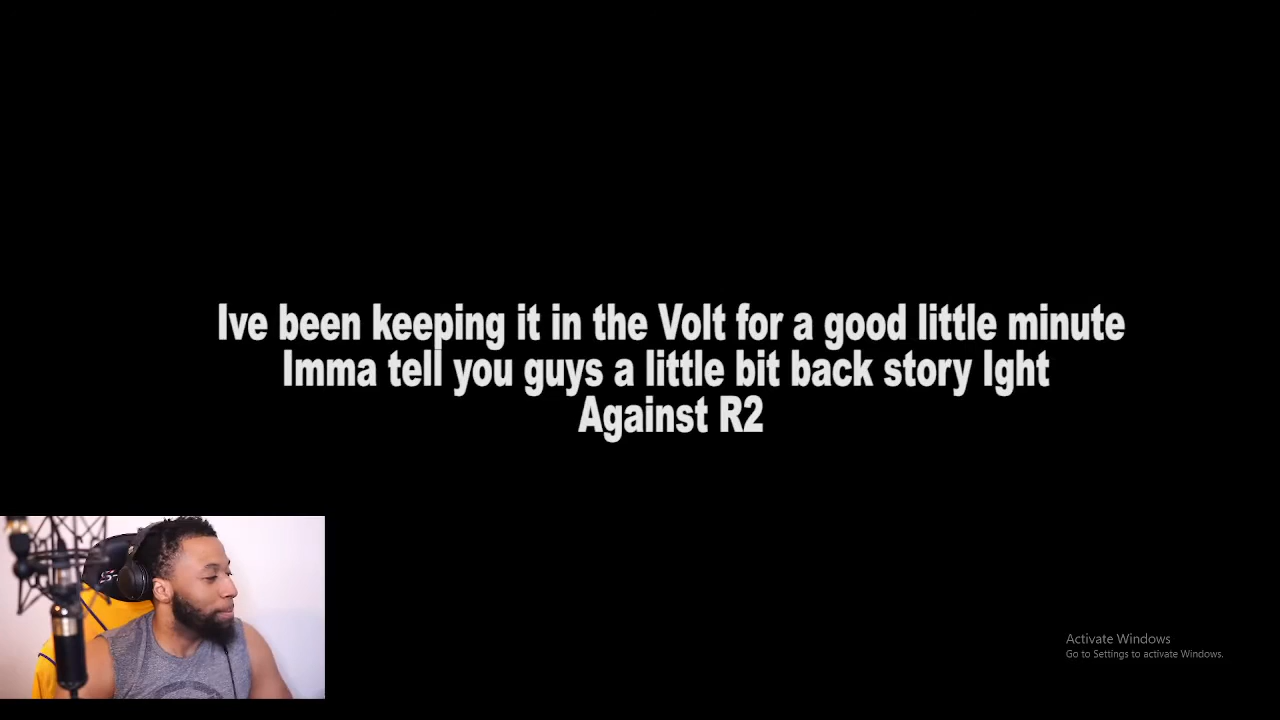 Ive been keeping it in the Volt for a good little minute
Imma tell you guys a little bit back story Ight
Against R2
Activate Windows
Go to Settings to activate Windows.